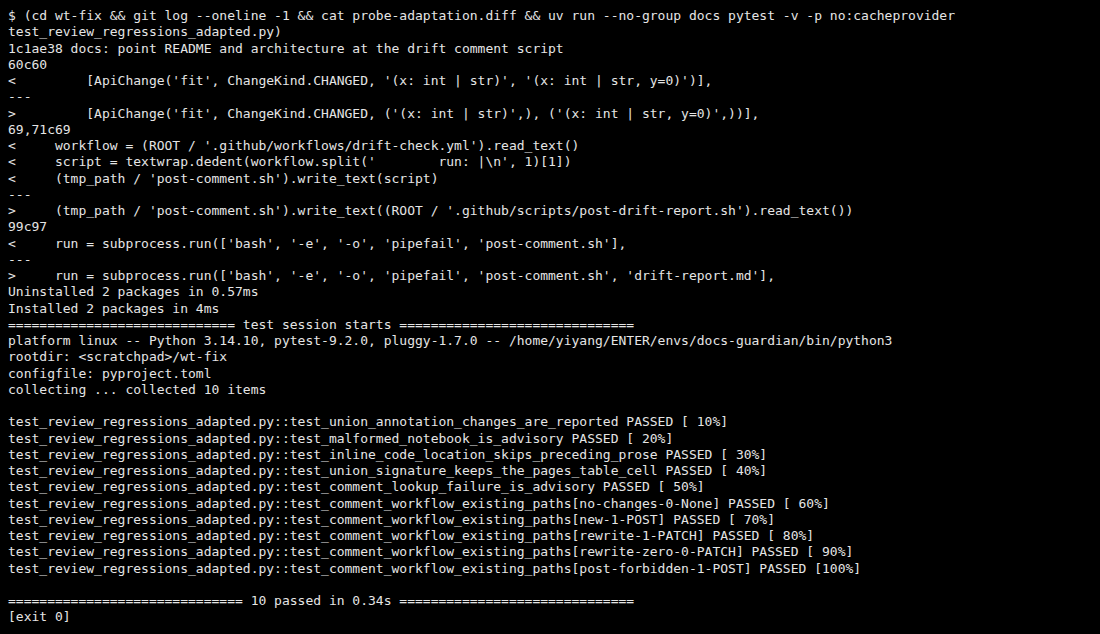 $ (cd wt-fix && git log --oneline -1 && cat probe-adaptation.diff && uv run --no-group docs pytest -v -p no:cacheprovider
test_review_regressions_adapted.py)
1c1ae38 docs: point README and architecture at the drift comment script
60c60
<         [ApiChange('fit', ChangeKind.CHANGED, '(x: int | str)', '(x: int | str, y=0)')],
---
>         [ApiChange('fit', ChangeKind.CHANGED, ('(x: int | str)',), ('(x: int | str, y=0)',))],
69,71c69
<     workflow = (ROOT / '.github/workflows/drift-check.yml').read_text()
<     script = textwrap.dedent(workflow.split('        run: |\n', 1)[1])
<     (tmp_path / 'post-comment.sh').write_text(script)
---
>     (tmp_path / 'post-comment.sh').write_text((ROOT / '.github/scripts/post-drift-report.sh').read_text())
99c97
<     run = subprocess.run(['bash', '-e', '-o', 'pipefail', 'post-comment.sh'],
---
>     run = subprocess.run(['bash', '-e', '-o', 'pipefail', 'post-comment.sh', 'drift-report.md'],
Uninstalled 2 packages in 0.57ms
Installed 2 packages in 4ms
============================= test session starts ==============================
platform linux -- Python 3.14.10, pytest-9.2.0, pluggy-1.7.0 -- /home/yiyang/ENTER/envs/docs-guardian/bin/python3
rootdir: <scratchpad>/wt-fix
configfile: pyproject.toml
collecting ... collected 10 items
test_review_regressions_adapted.py::test_union_annotation_changes_are_reported PASSED [ 10%]
test_review_regressions_adapted.py::test_malformed_notebook_is_advisory PASSED [ 20%]
test_review_regressions_adapted.py::test_inline_code_location_skips_preceding_prose PASSED [ 30%]
test_review_regressions_adapted.py::test_union_signature_keeps_the_pages_table_cell PASSED [ 40%]
test_review_regressions_adapted.py::test_comment_lookup_failure_is_advisory PASSED [ 50%]
test_review_regressions_adapted.py::test_comment_workflow_existing_paths[no-changes-0-None] PASSED [ 60%]
test_review_regressions_adapted.py::test_comment_workflow_existing_paths[new-1-POST] PASSED [ 70%]
test_review_regressions_adapted.py::test_comment_workflow_existing_paths[rewrite-1-PATCH] PASSED [ 80%]
test_review_regressions_adapted.py::test_comment_workflow_existing_paths[rewrite-zero-0-PATCH] PASSED [ 90%]
test_review_regressions_adapted.py::test_comment_workflow_existing_paths[post-forbidden-1-POST] PASSED [100%]
============================== 10 passed in 0.34s ==============================
[exit 0]